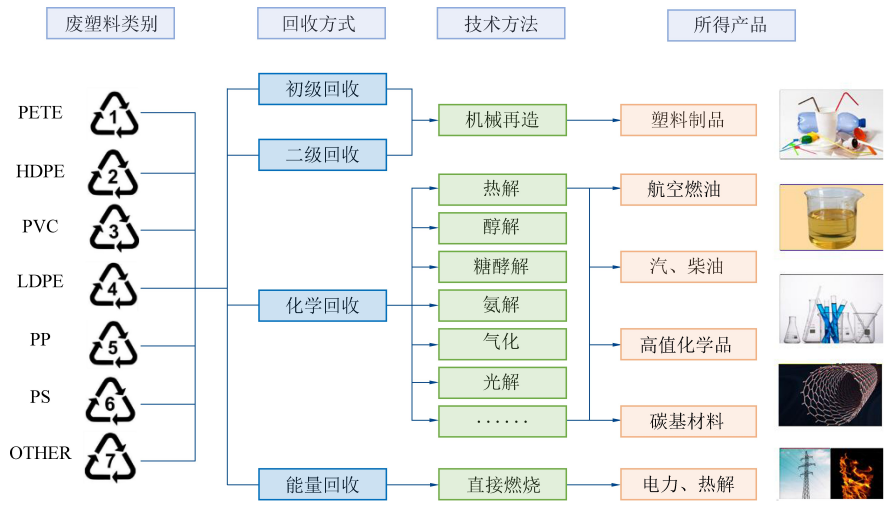 废塑料类别
回收方式
技术方法
所得产品
PETE
1
HDPE
2
PVC
3
LDPE
4
PP
5
PS
6
OTHER
7
初级回收
二级回收
化学回收
能量回收
机械再造
热解
醇解
糖酵解
氨解
气化
光解
······
直接燃烧
塑料制品
航空燃油
汽、柴油
高值化学品
碳基材料
电力、热解